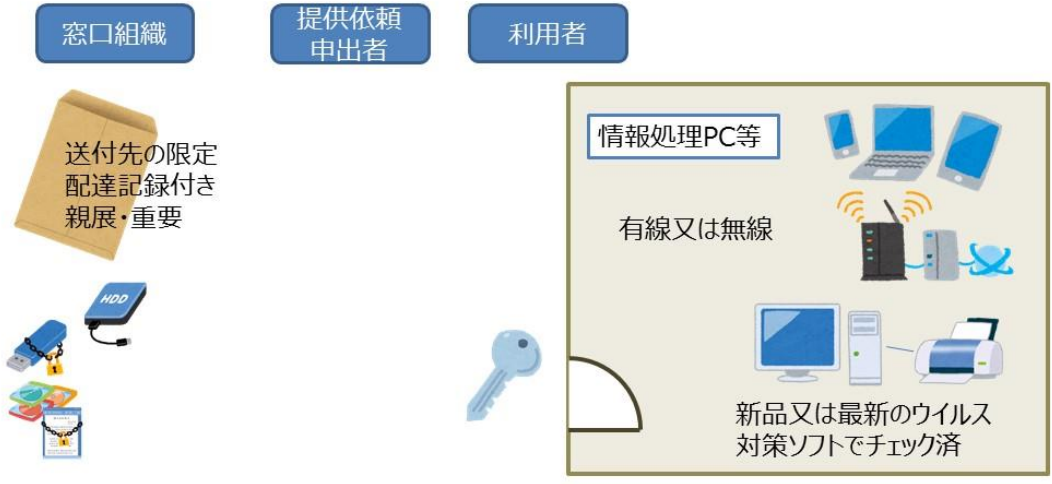 窓口組織
提供依頼
申出者
利用者
送付先の限定
配達記録付き
親展・重要
HDD
情報処理PC等
有線又は無線
新品又は最新のウイルス
対策ソフトでチェック済